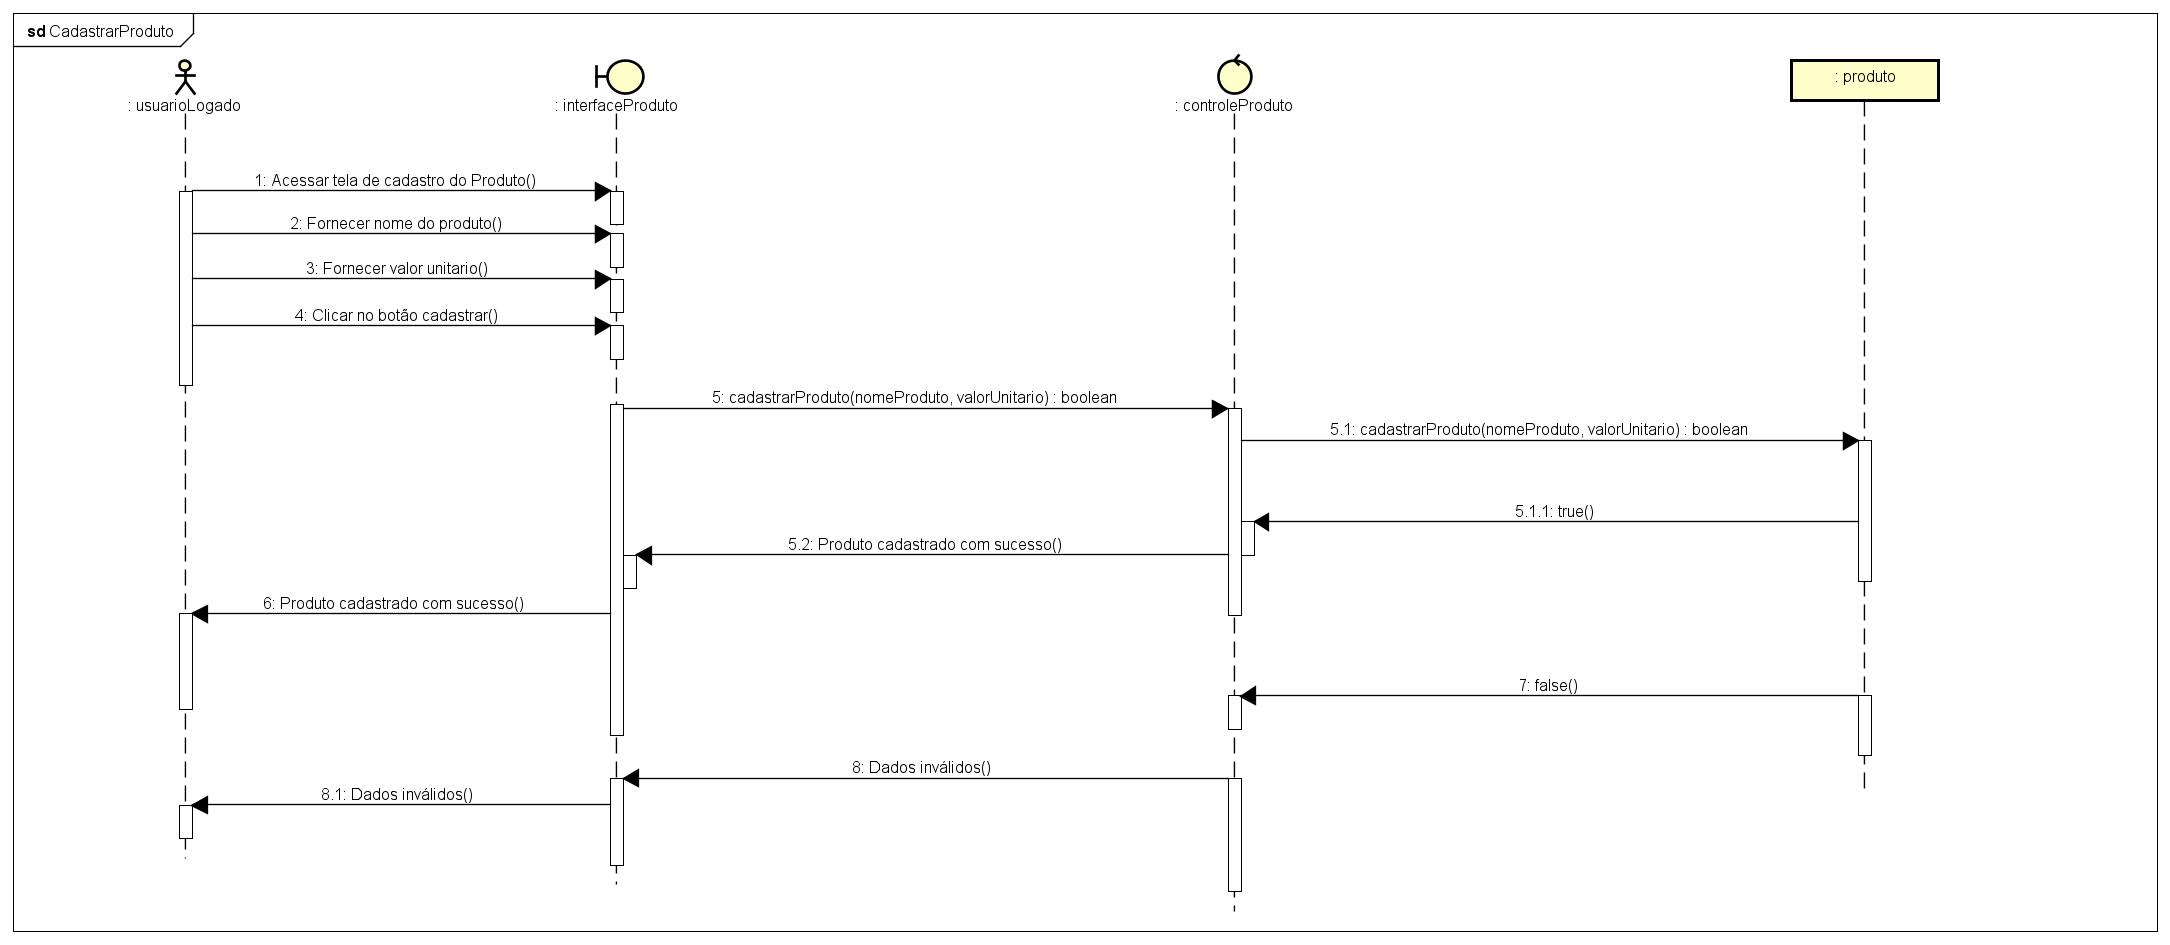 sd CadastrarProduto
: usuarioLogado
: interfaceProduto
: controleProduto
: produto
1: Acessar tela de cadastro do Produto()
2: Fornecer nome do produto()
3: Fornecer valor unitario()
4: Clicar no botão cadastrar()
5: cadastrarProduto(nomeProduto, valorUnitario) : boolean
5.1: cadastrarProduto(nomeProduto, valorUnitario) : boolean
5.1.1: true()
5.2: Produto cadastrado com sucesso()
6: Produto cadastrado com sucesso()
7: false()
8: Dados inválidos()
8.1: Dados inválidos()